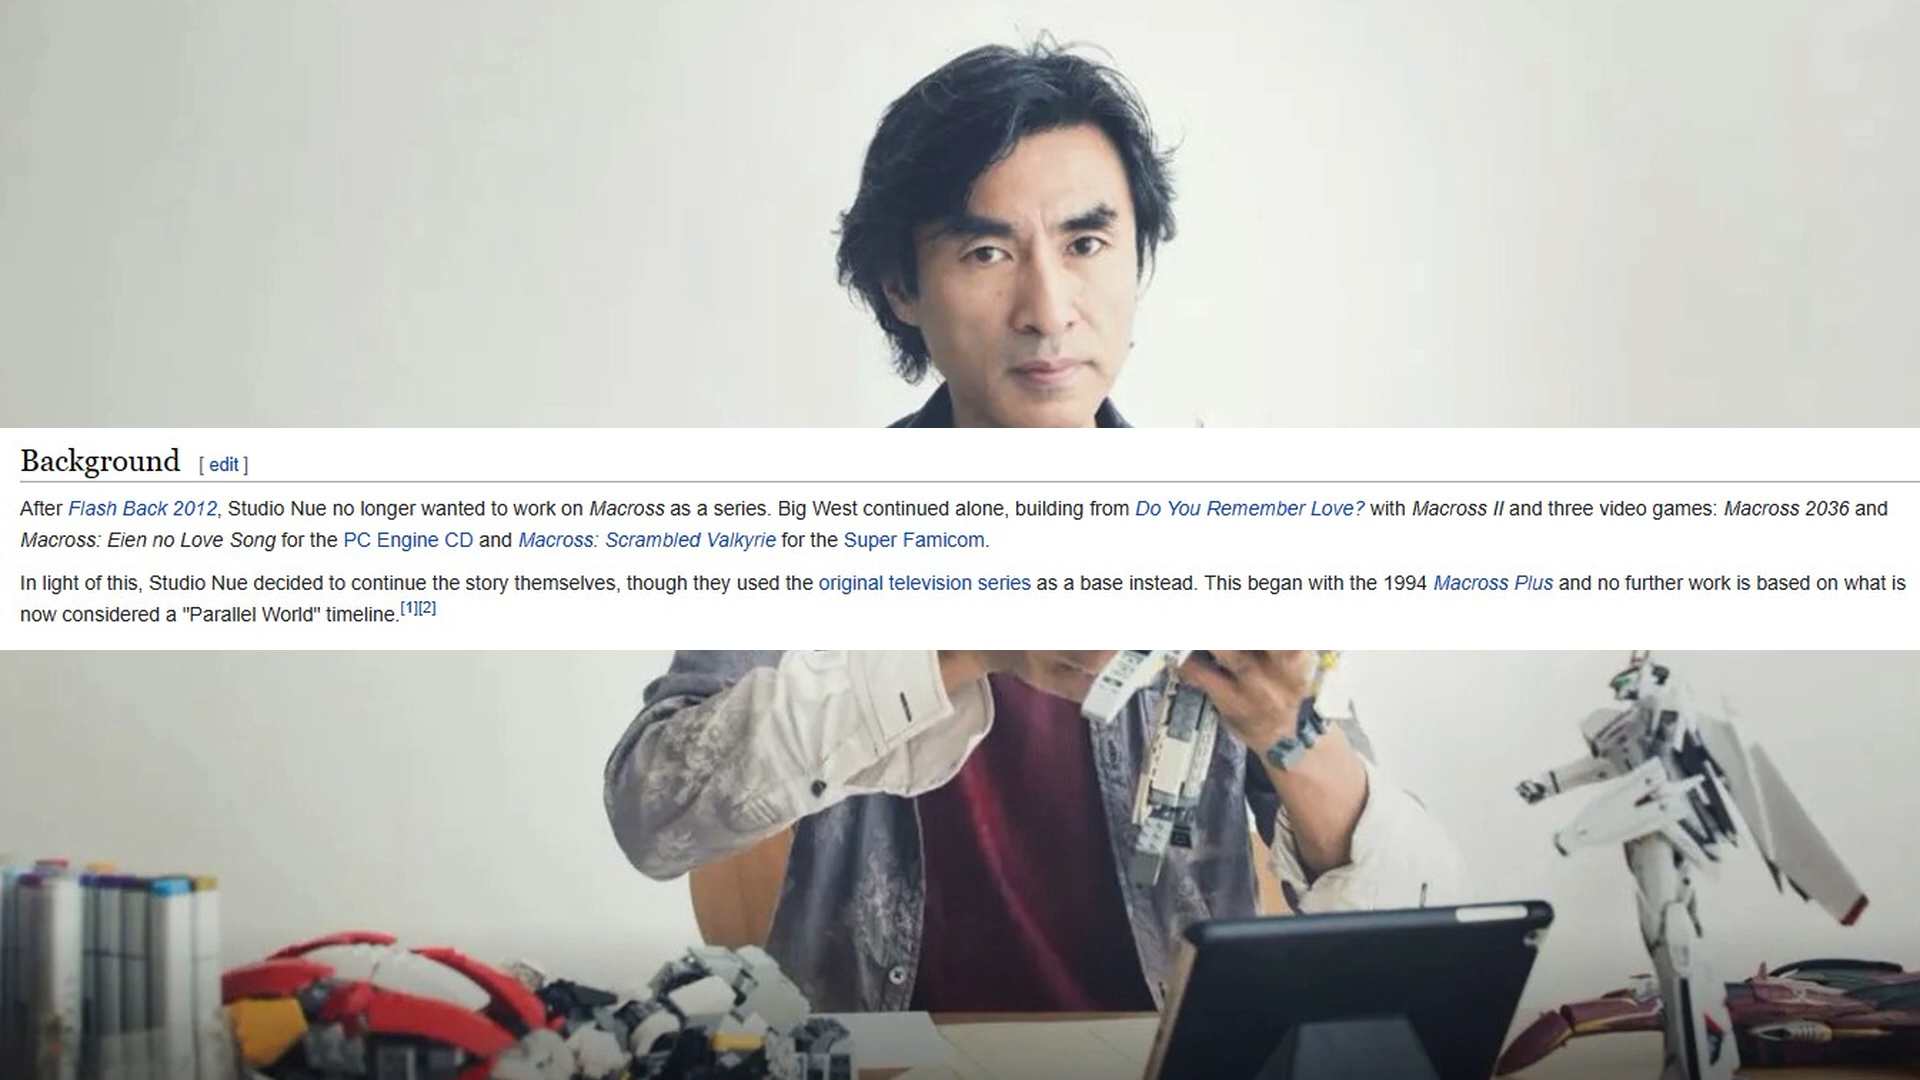 Background [ edit ]
After Flash Back 2012, Studio Nue no longer wanted to work on Macross as a series. Big West continued alone, building from Do You Remember Love? with Macross II and three video games: Macross 2036 and
Macross: Eien no Love Song for the PC Engine CD and Macross: Scrambled Valkyrie for the Super Famicom.
In light of this, Studio Nue decided to continue the story themselves, though they used the original television series as a base instead. This began with the 1994 Macross Plus and no further work is based on what is
now considered a "Parallel World" timeline.[1][2]